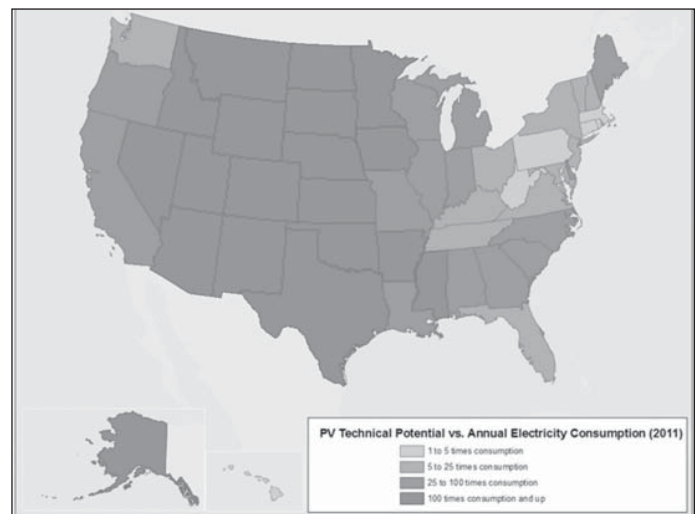 PV Technical Potential vs. Annual Electricity Consumption (2011)
1 to 5 times consumption
5 to 25 times consumption
25 to 100 times consumption
100 times consumption and up